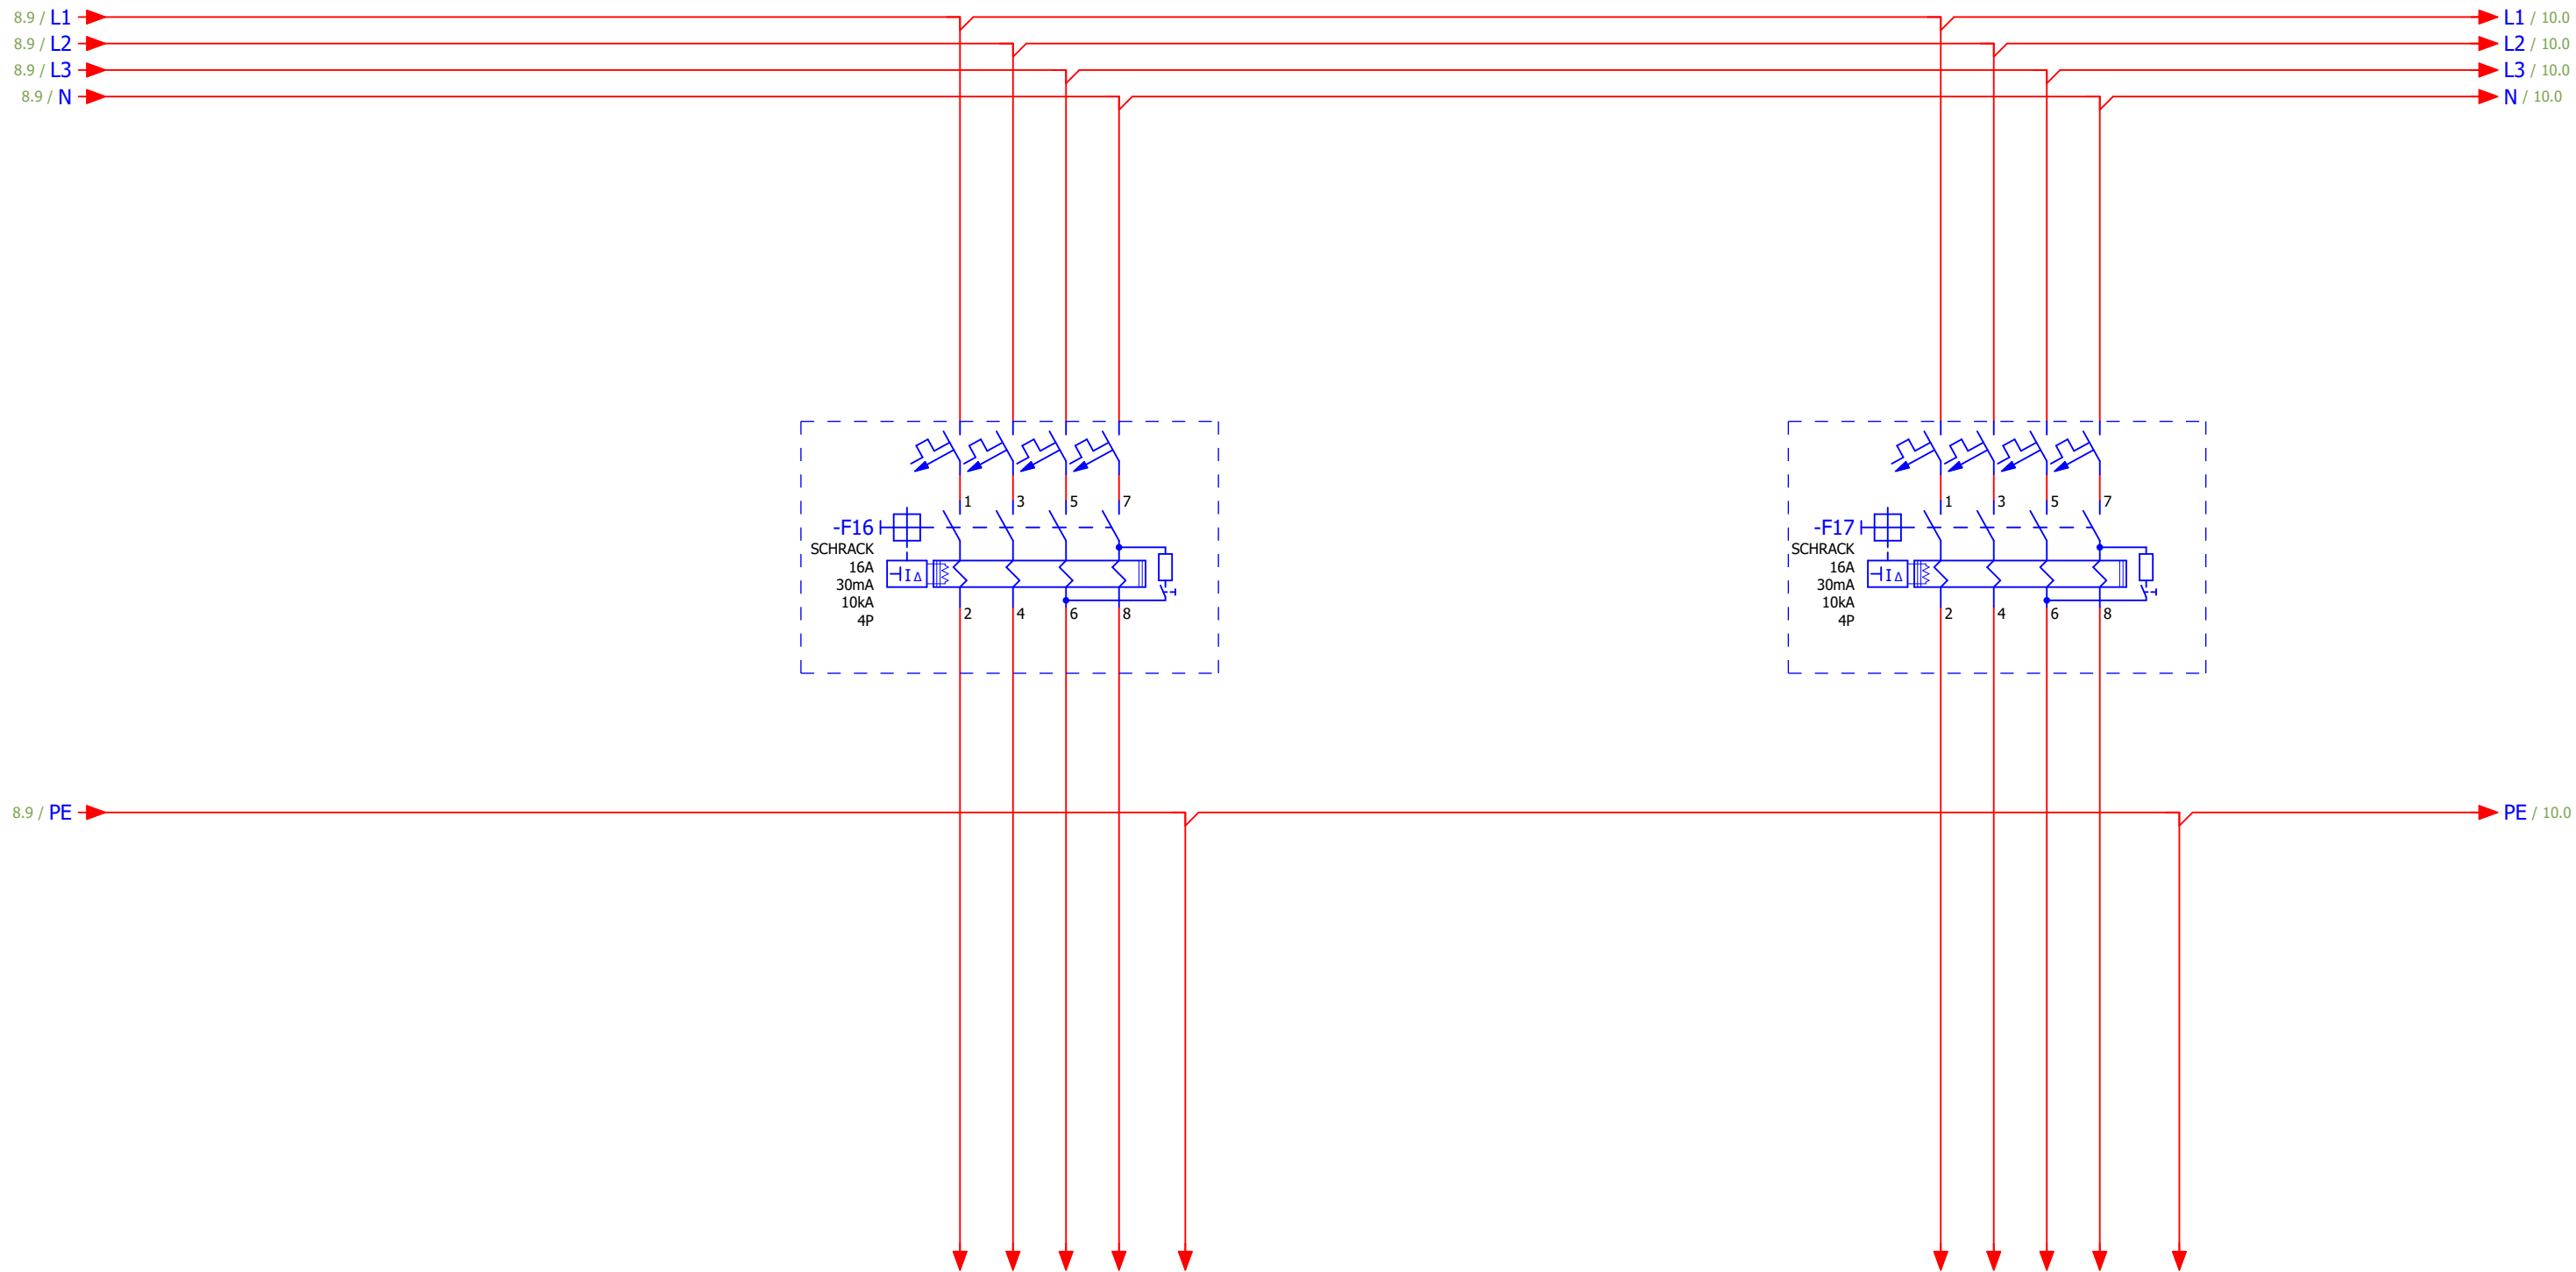 8.9 / L1
L1 / 10.0
8.9 / L2
L2 / 10.0
8.9 / L3
L3 / 10.0
8.9 / N
N / 10.0
1 3 5 7
-F16
SCHRACK
16A
30mA
10kA
4P
I Δ
2 4 6 8
1 3 5 7
-F17
SCHRACK
16A
30mA
10kA
4P
I Δ
2 4 6 8
8.9 / PE
PE / 10.0